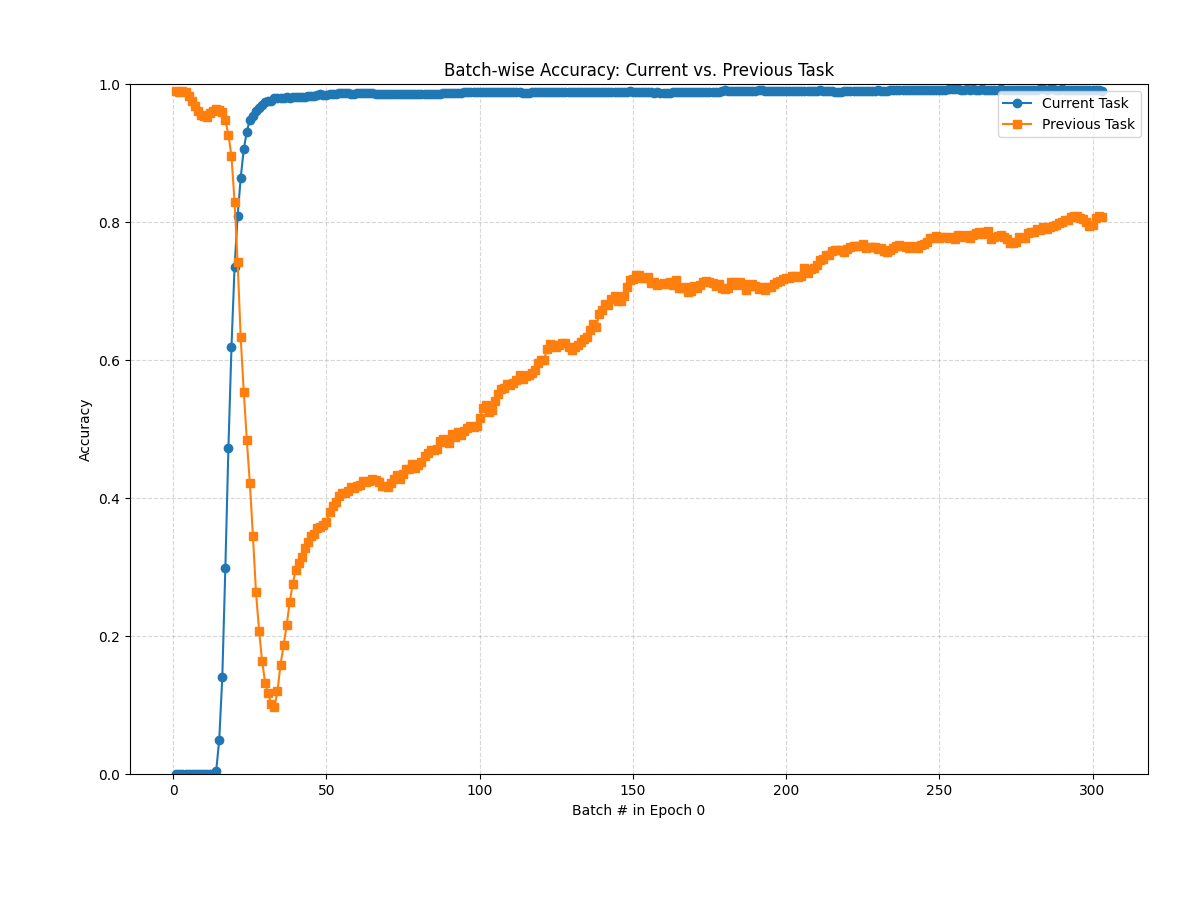 Batch-wise Accuracy: Current vs. Previous Task
1.0
0.8
0.6
0.4
0.2
0.0
Accuracy
Current Task
Previous Task
0 50 100 150 200 250 300
Batch # in Epoch 0